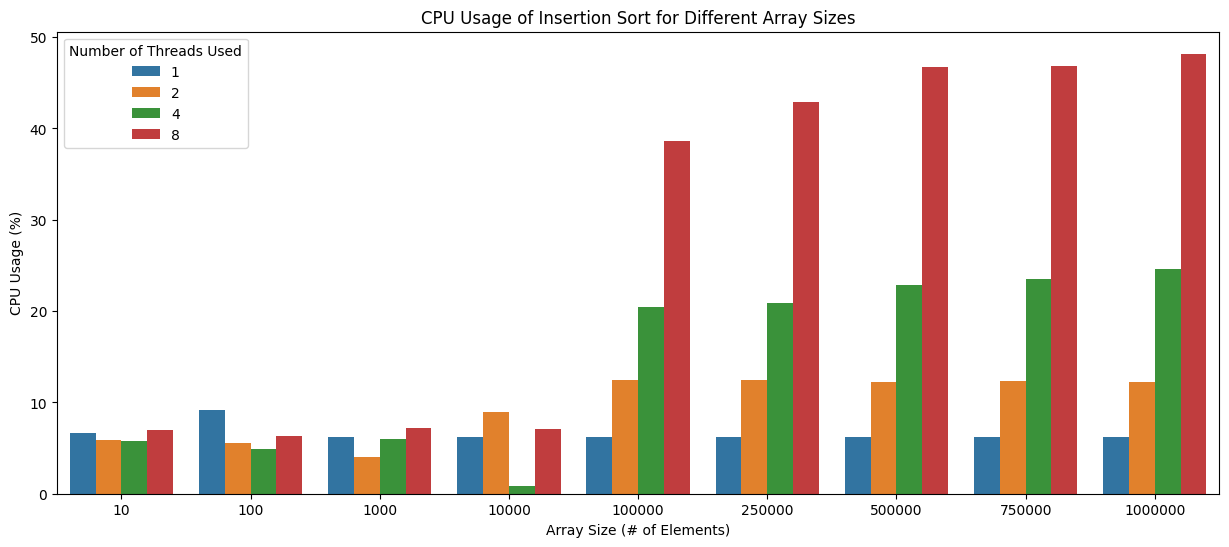 CPU Usage of Insertion Sort for Different Array Sizes
50
40
30
20
10
0
CPU Usage (%)
Number of Threads Used
1
2
4
8
10 100 1000 10000 100000 250000 500000 750000 1000000
Array Size (# of Elements)